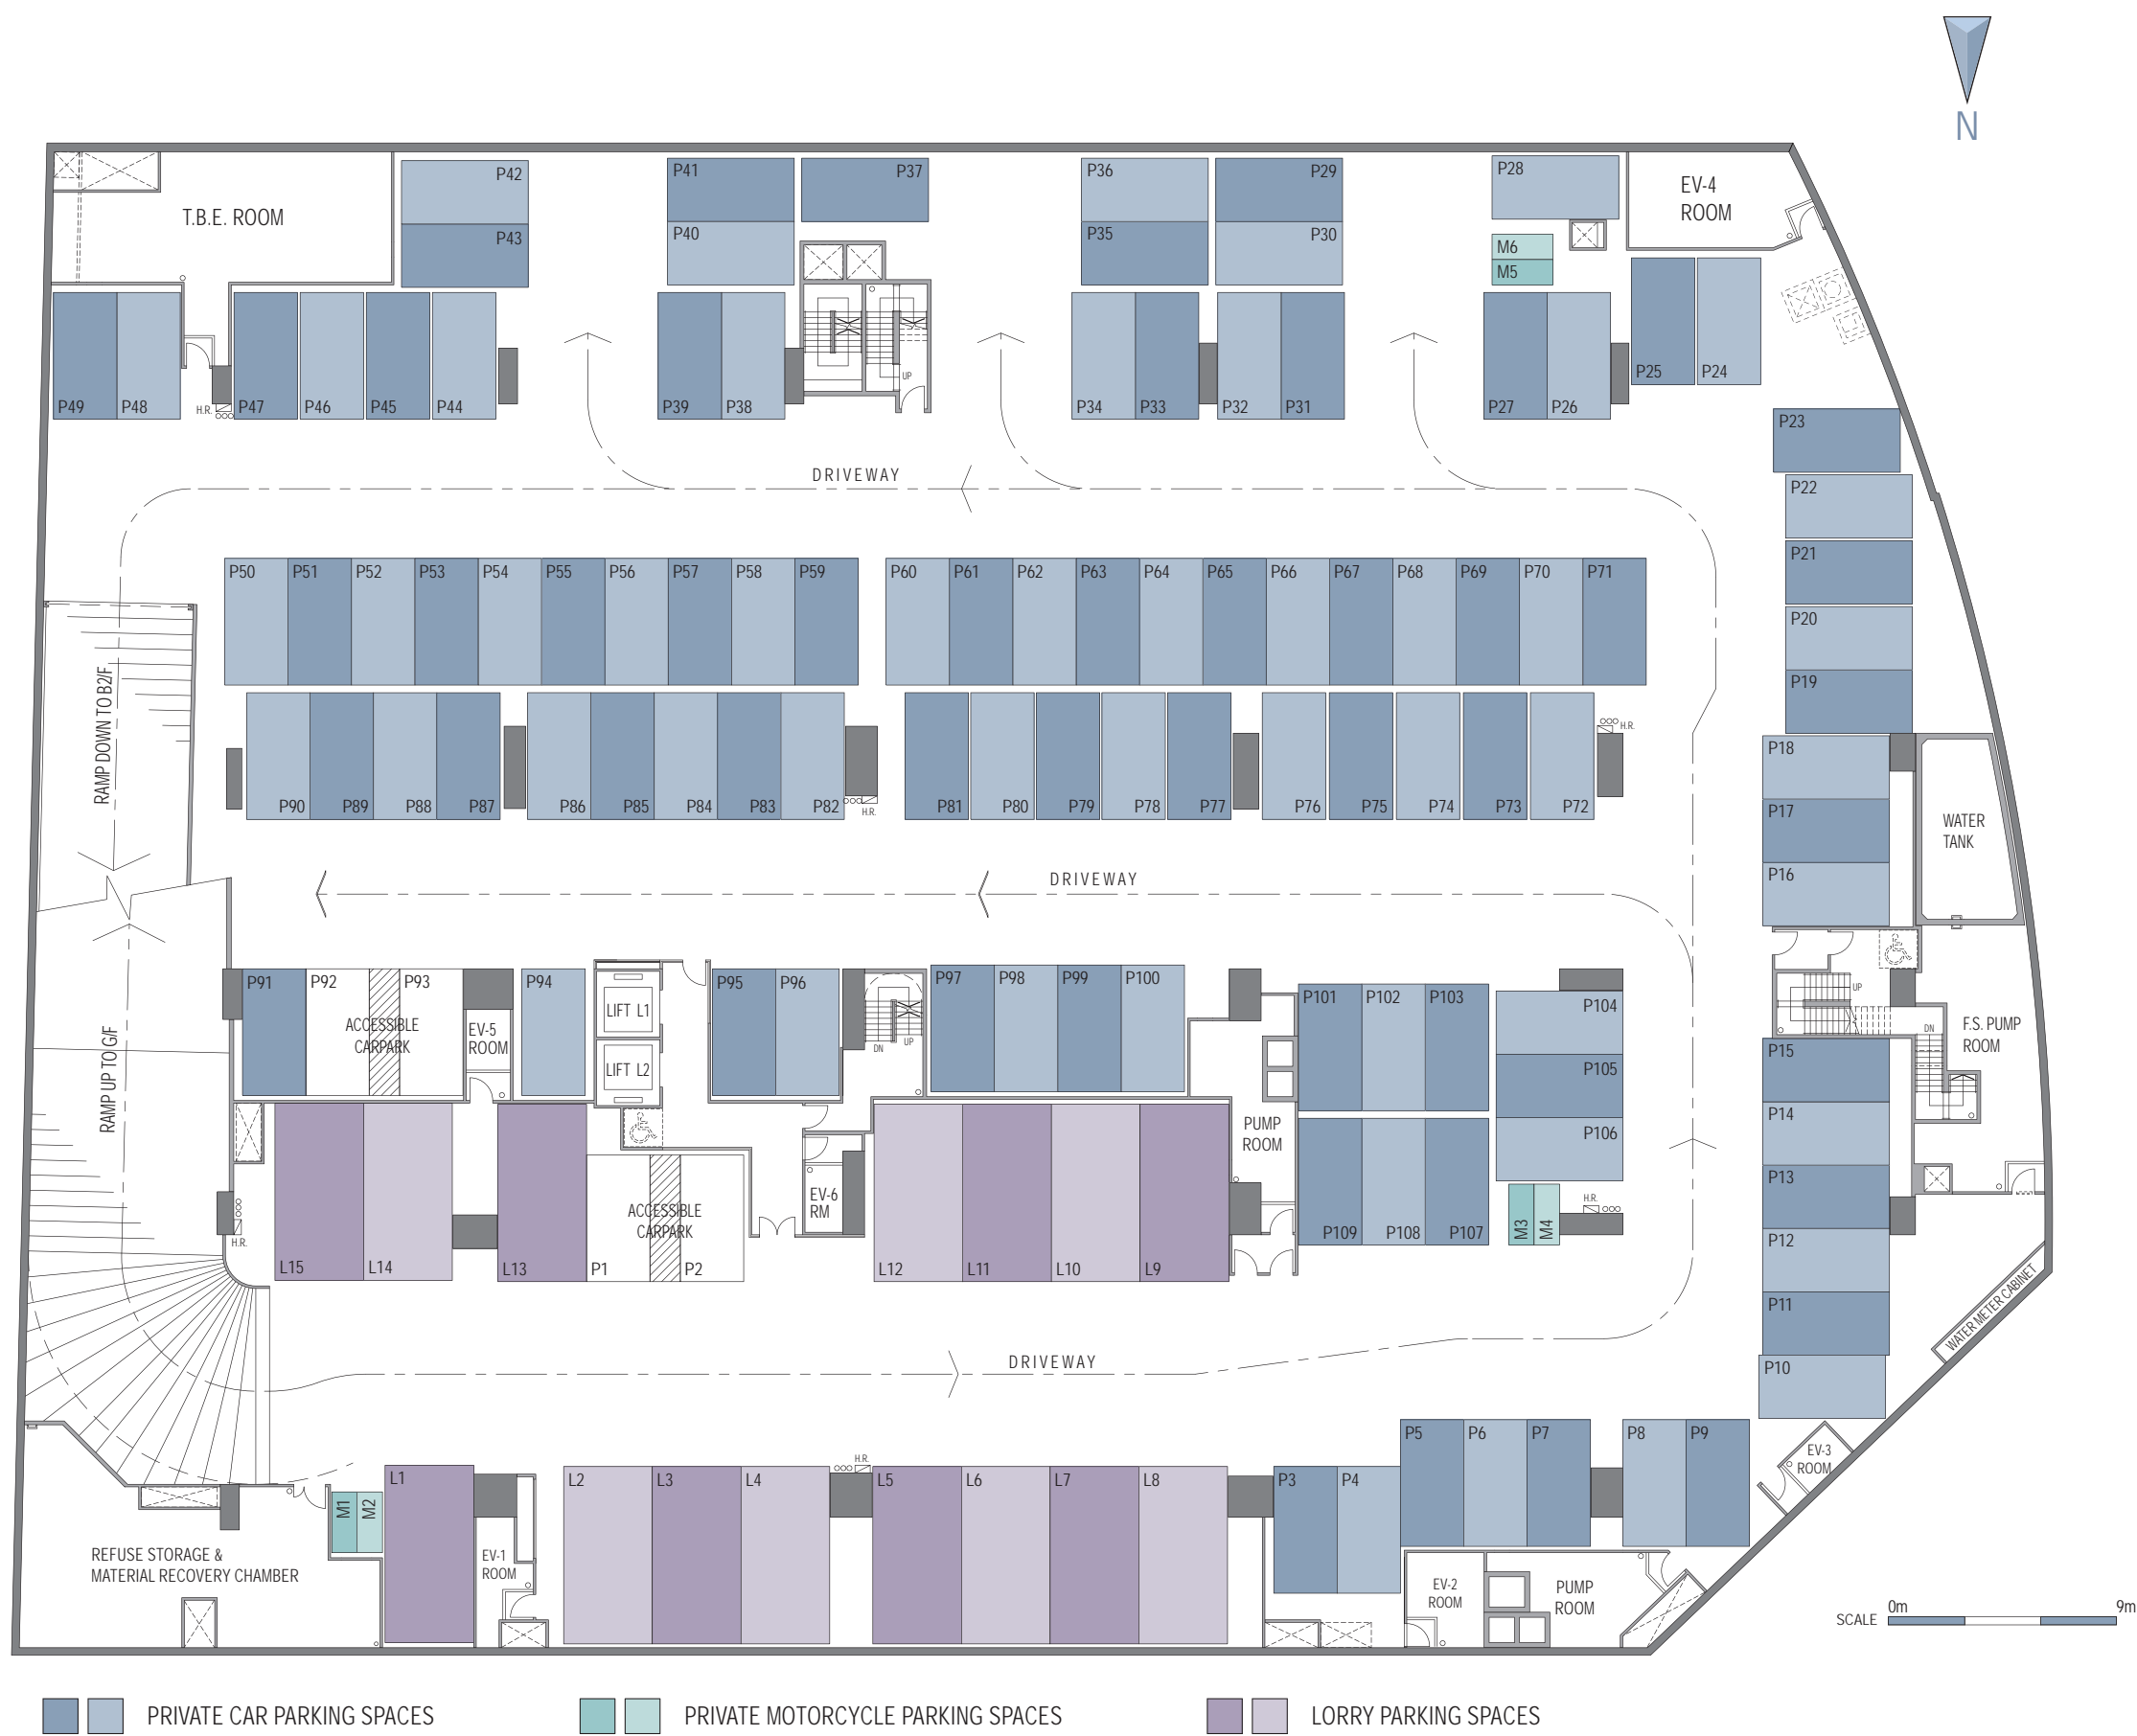 N
P42
P41
P37
P36
P29
P28
EV-4
ROOM
T.B.E. ROOM
P43
P40
P35
P30
M6
M5
P49
P48
H.R.
P47
P46
P45
P44
P39
P38
UP
P34
P33
P32
P31
P27
P26
P25
P24
P23
DRIVEWAY
P22
P21
P20
P19
P50
P51
P52
P53
P54
P55
P56
P57
P58
P59
P60
P61
P62
P63
P64
P65
P66
P67
P68
P69
P70
P71
RAMP DOWN TO B2/F
H.R.
P90
P89
P88
P87
P86
P85
P84
P83
P82
H.R.
P81
P80
P79
P78
P77
P76
P75
P74
P73
P72
P18
P17
P16
WATER
TANK
DRIVEWAY
RAMP UP TO G/F
P91
P92
P93
ACCESSIBLE
CARPARK
EV-5
ROOM
P94
LIFT L1
LIFT L2
P95
P96
DN
UP
P97
P98
P99
P100
P101
P102
P103
P104
P105
P106
UP
DN
F.S. PUMP
ROOM
P15
P14
P13
P12
P11
P10
PUMP
ROOM
H.R.
L15
L14
L13
P1
ACCESSIBLE
CARPARK
P2
EV-6
RM
L12
L11
L10
L9
P109
P108
P107
M3
M4
H.R.
WATER METER CABINET
DRIVEWAY
P5
P6
P7
P8
P9
EV-3
ROOM
M1
M2
L1
EV-1
ROOM
L2
L3
L4
H.R.
L5
L6
L7
L8
P3
P4
REFUSE STORAGE &
MATERIAL RECOVERY CHAMBER
EV-2
ROOM
PUMP
ROOM
SCALE
0m
9m
PRIVATE CAR PARKING SPACES
PRIVATE MOTORCYCLE PARKING SPACES
LORRY PARKING SPACES